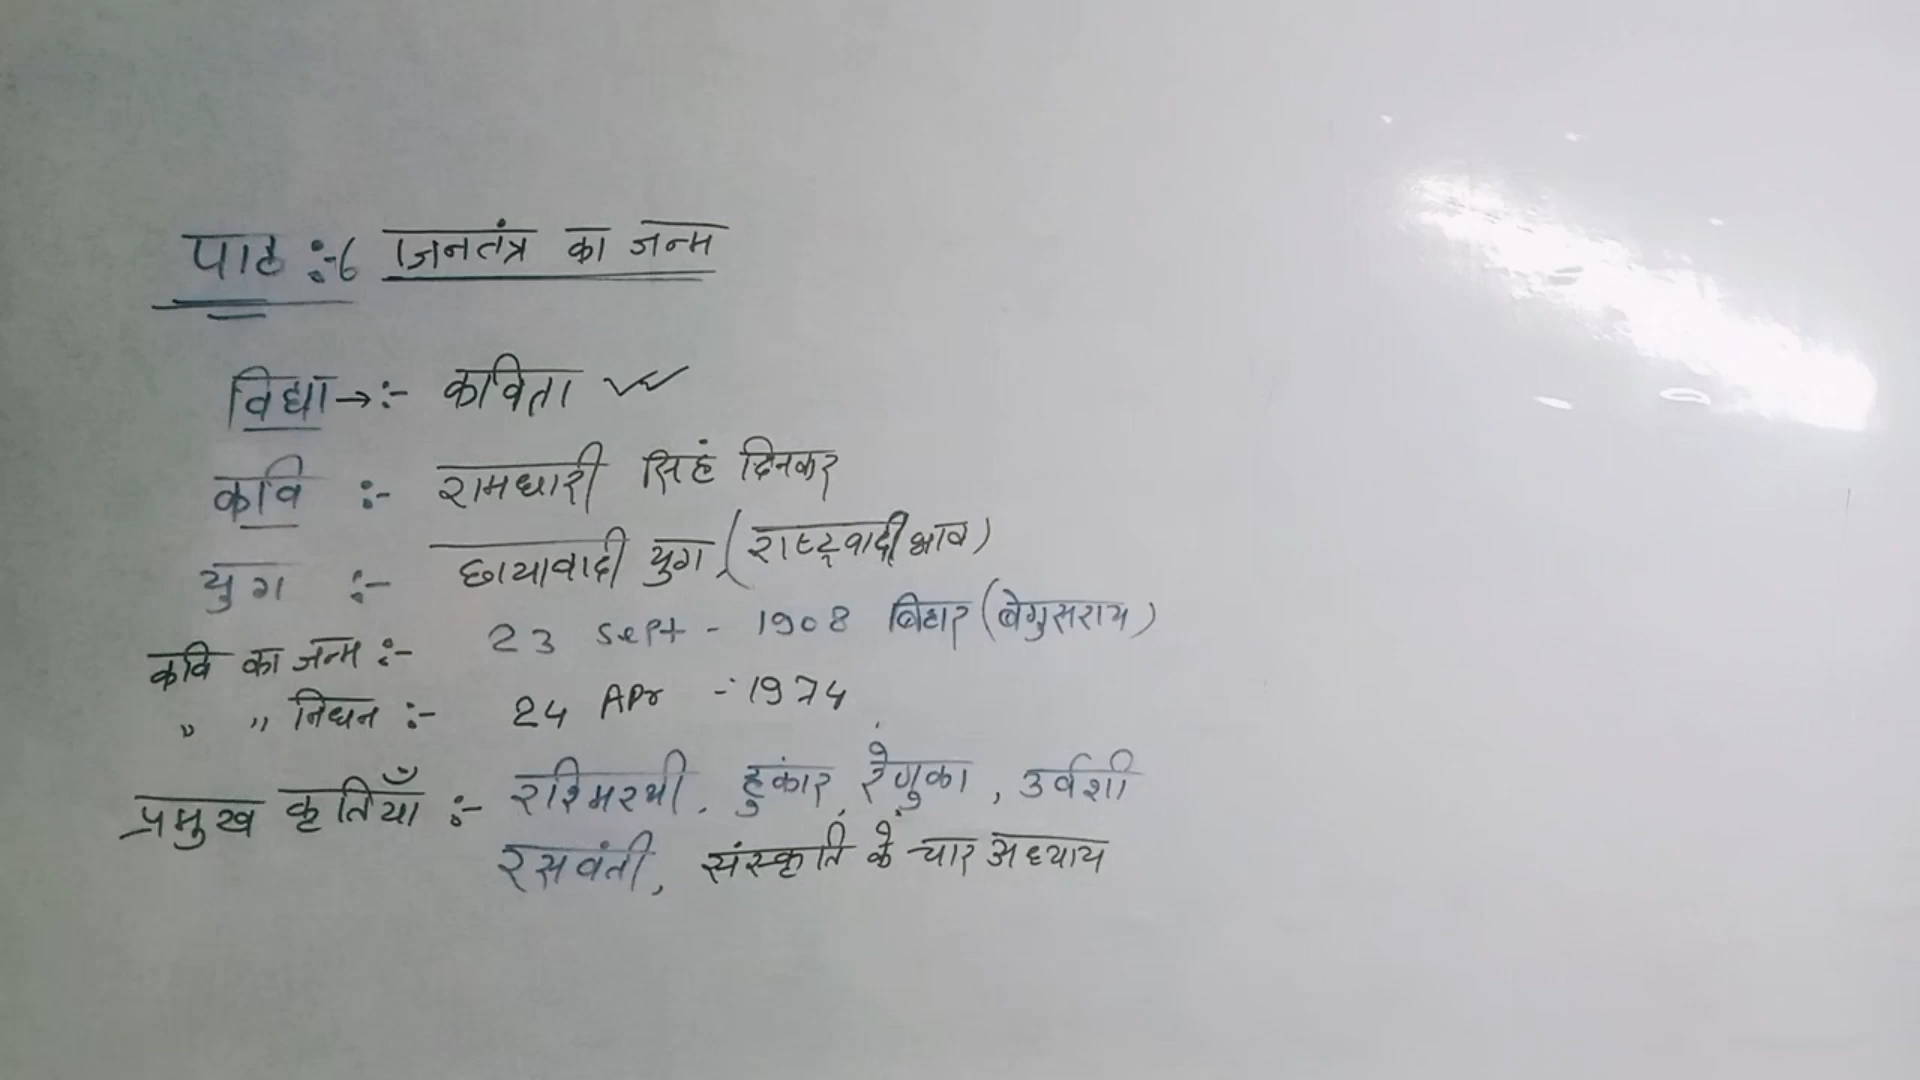 पाठ :-6 जनतंत्र का जन्म
विद्या →:- कविता
कवि :- रामधारी सिहं दिनकर
युग :- छायावादी युग, (राष्ट्रवादी भाव)
कवि का जन्म :- 23 Sept - 1908 बिहार (बेगुसराय)
" " निधन :- 24 Apr - 1974
प्रमुख कृतियाँ :- रश्मिरथी, हुकांर, रेंगुका, उर्वशी
रसवंती, संस्कृति के चार अध्याय